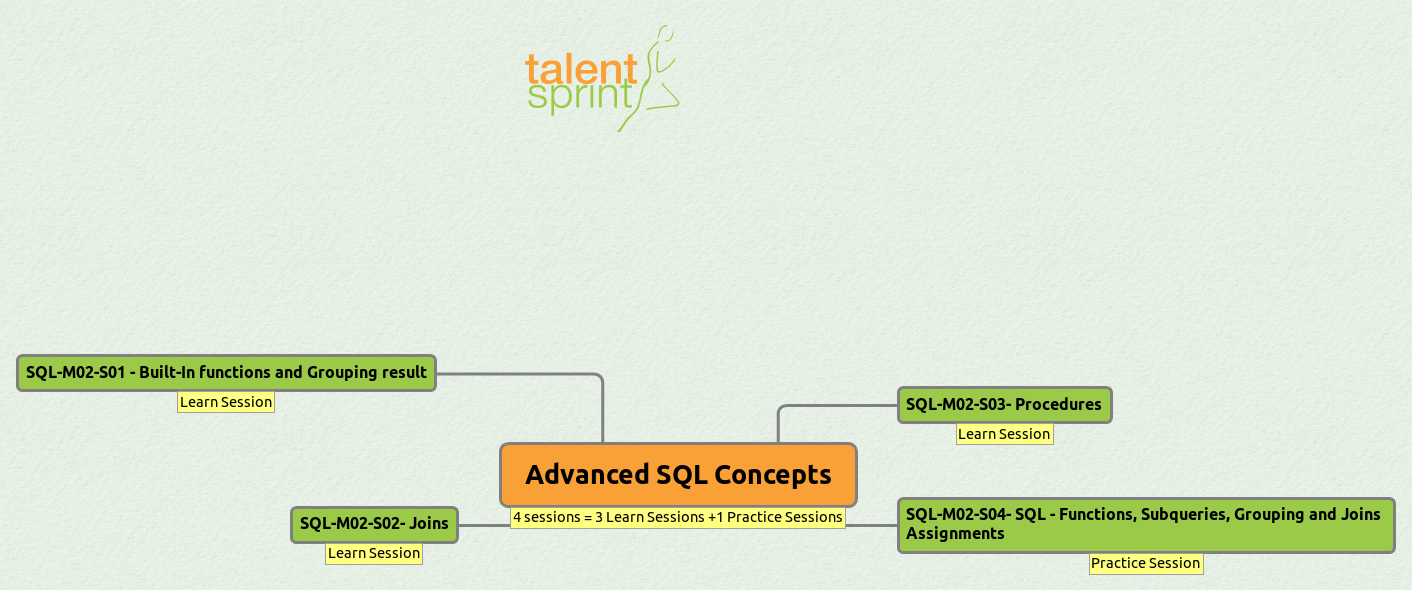 talent
sprint
SQL-M02-S01 - Built-In functions and Grouping result
Learn Session
SQL-M02-S03- Procedures
Learn Session
Advanced SQL Concepts
4 sessions = 3 Learn Sessions +1 Practice Sessions
SQL-M02-S02- Joins
Learn Session
SQL-M02-S04- SQL - Functions, Subqueries, Grouping and Joins
Assignments
Practice Session